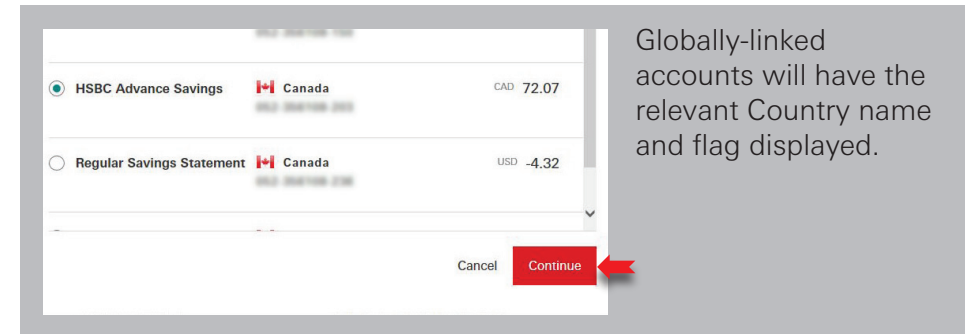 HSBC Advance Savings
Canada
CAD 72.07
Regular Savings Statement
Canada
USD -4.32
Cancel
Continue
Globally-linked
accounts will have the
relevant Country name
and flag displayed.